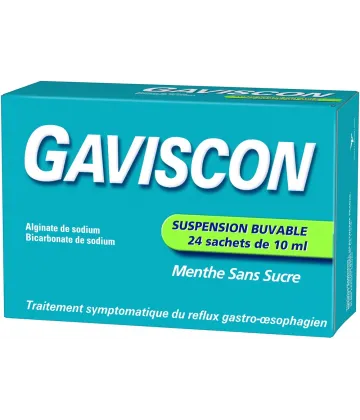 GAVISCON
Alginate de sodium
Bicarbonate de sodium
SUSPENSION BUVABLE
24 sachets de 10 ml
Menthe Sans Sucre
Traitement symptomatique du reflux gastro-œsophagien